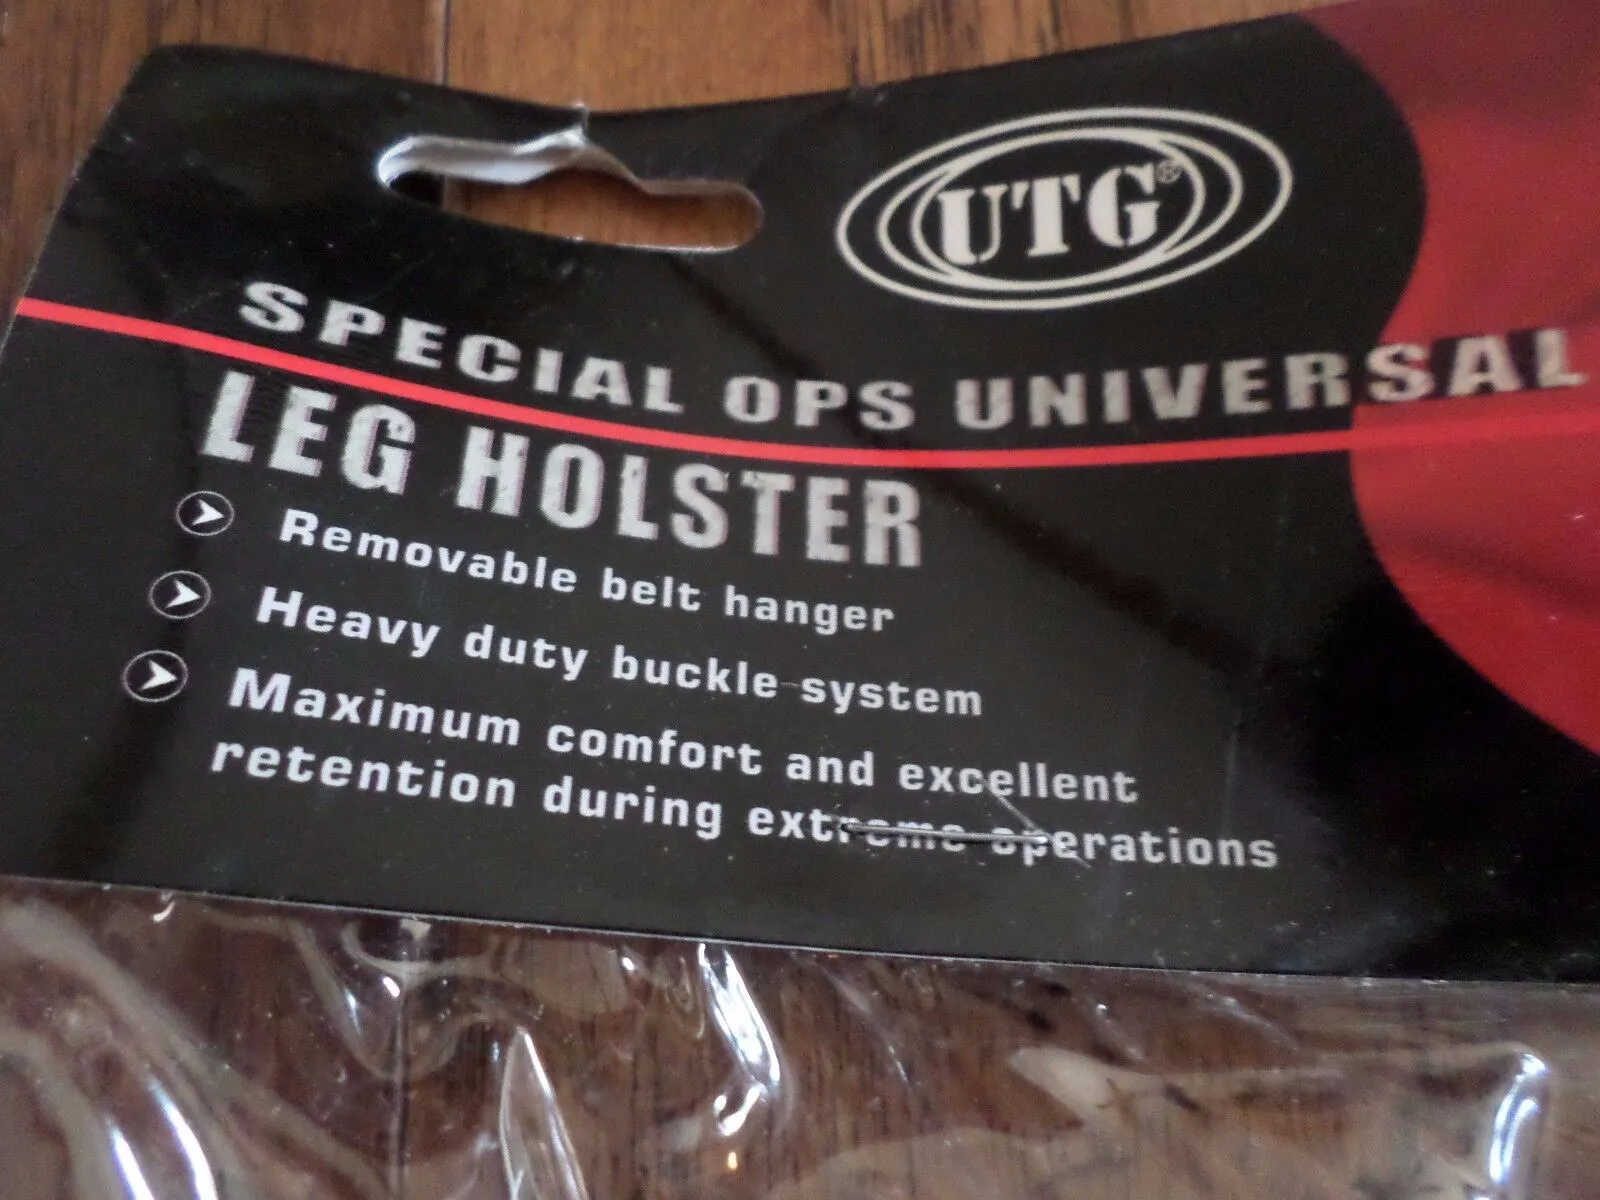 UTG®
SPECIAL OPS UNIVERSAL
LEG HOLSTER
Removable belt hanger
Heavy duty buckle system
Maximum comfort and excellent
retention during extreme operations